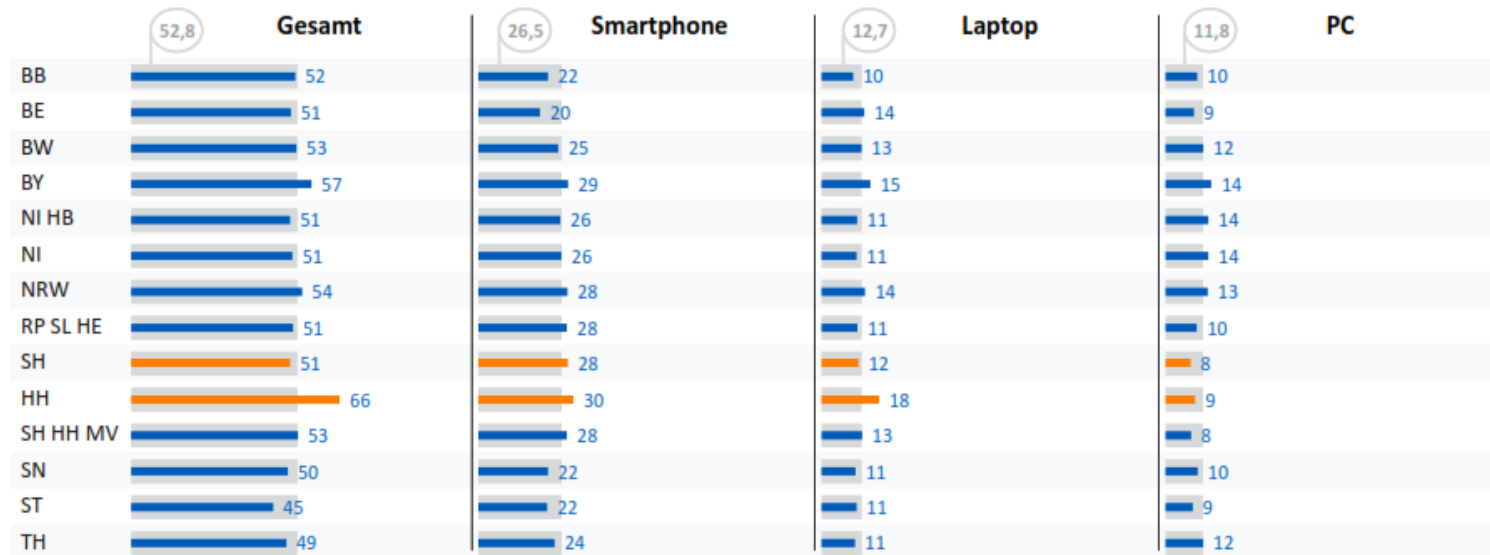 52,8 Gesamt 26,5 Smartphone 12,7 Laptop 11,8 PC
BB 52 22 10 10
BE 51 20 14 9
BW 53 25 13 12
BY 57 29 15 14
NI HB 51 26 11 14
NI 51 26 11 14
NRW 54 28 14 13
RP SL HE 51 28 11 10
SH 51 28 12 8
HH 66 30 18 9
SH HH MV 53 28 13 8
SN 50 22 11 10
ST 45 22 11 9
TH 49 24 11 12